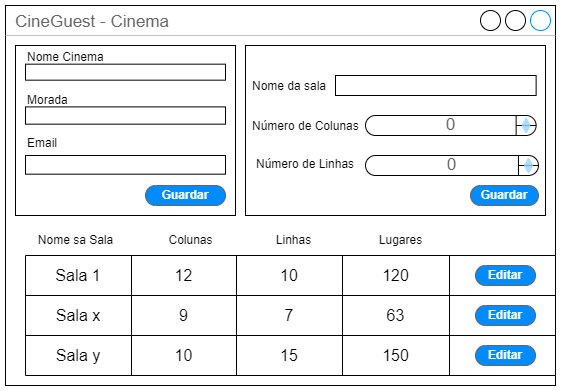 CineGuest - Cinema
Nome Cinema
Morada
Email
Guardar
Nome da sala
Número de Colunas 0
Número de Linhas 0
Guardar
Nome sa Sala Colunas Linhas Lugares
Sala 1 12 10 120 Editar
Sala x 9 7 63 Editar
Sala y 10 15 150 Editar